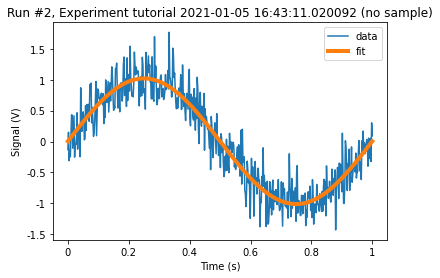 Run #2, Experiment tutorial 2021-01-05 16:43:11.020092 (no sample)
data
fit
1.5
1
0.5
0
-0.5
-1
-1.5
Signal (V)
0
0.2
0.4
0.6
0.8
1
Time (s)